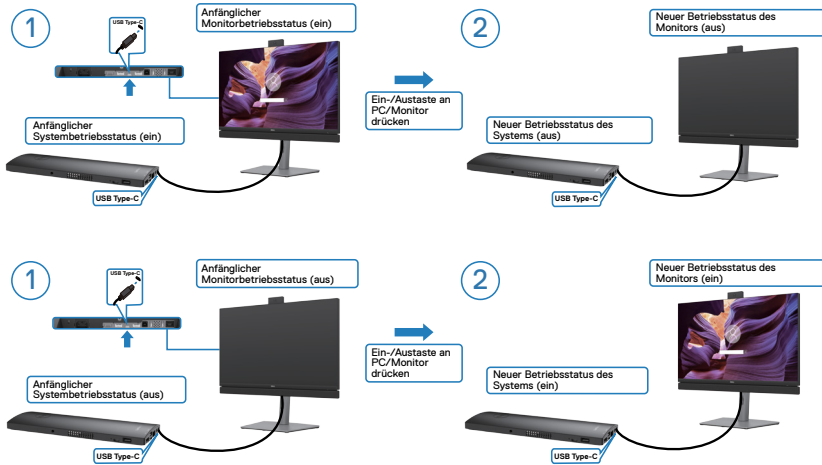 1
USB Type-C
Anfänglicher
Monitorbetriebsstatus (ein)
Anfänglicher
Systembetriebsstatus (ein)
USB Type-C
Ein-/Austaste an
PC/Monitor
drücken
2
Neuer Betriebsstatus des
Monitors (aus)
Neuer Betriebsstatus des
Systems (aus)
USB Type-C
1
USB Type-C
Anfänglicher
Monitorbetriebsstatus (aus)
Anfänglicher
Systembetriebsstatus (aus)
USB Type-C
Ein-/Austaste an
PC/Monitor
drücken
2
Neuer Betriebsstatus des
Monitors (ein)
Neuer Betriebsstatus des
Systems (ein)
USB Type-C